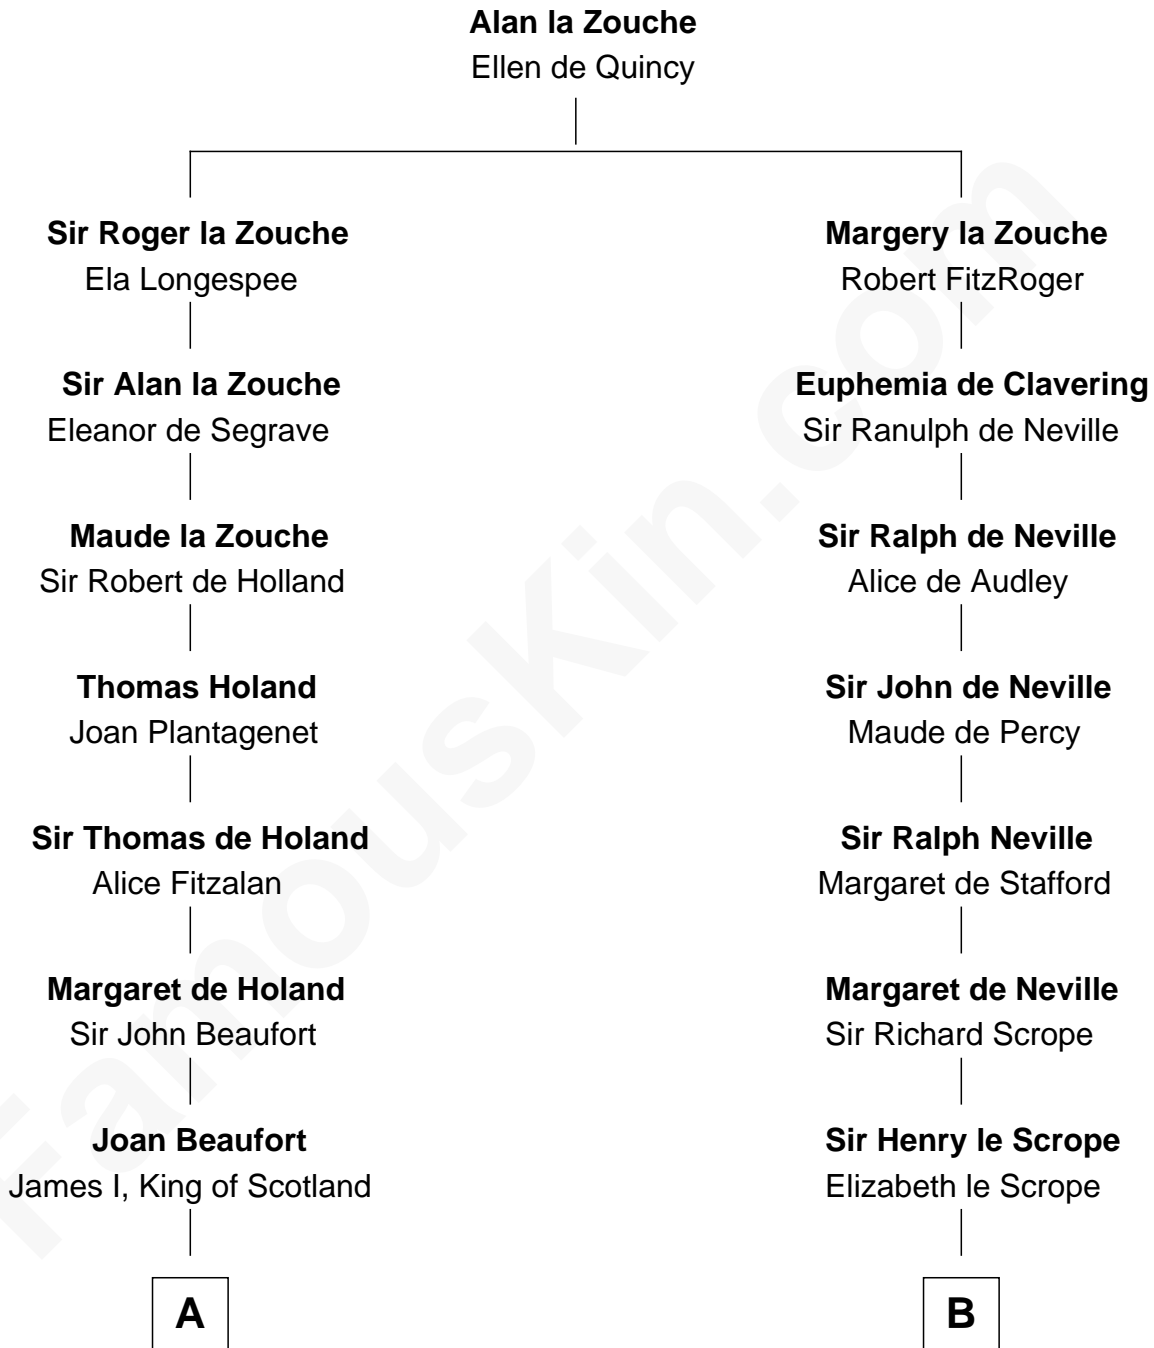 Alan la Zouche
Ellen de Quincy
Sir Roger la Zouche
Ela Longespee
Margery la Zouche
Robert FitzRoger
Sir Alan la Zouche
Eleanor de Segrave
Euphemia de Clavering
Sir Ranulph de Neville
Maude la Zouche
Sir Robert de Holland
Sir Ralph de Neville
Alice de Audley
Thomas Holand
Joan Plantagenet
Sir John de Neville
Maude de Percy
Sir Thomas de Holand
Alice Fitzalan
Sir Ralph Neville
Margaret de Stafford
Margaret de Holand
Sir John Beaufort
Margaret de Neville
Sir Richard Scrope
Joan Beaufort
James I, King of Scotland
Sir Henry le Scrope
Elizabeth le Scrope
A
B
FamousKin.com